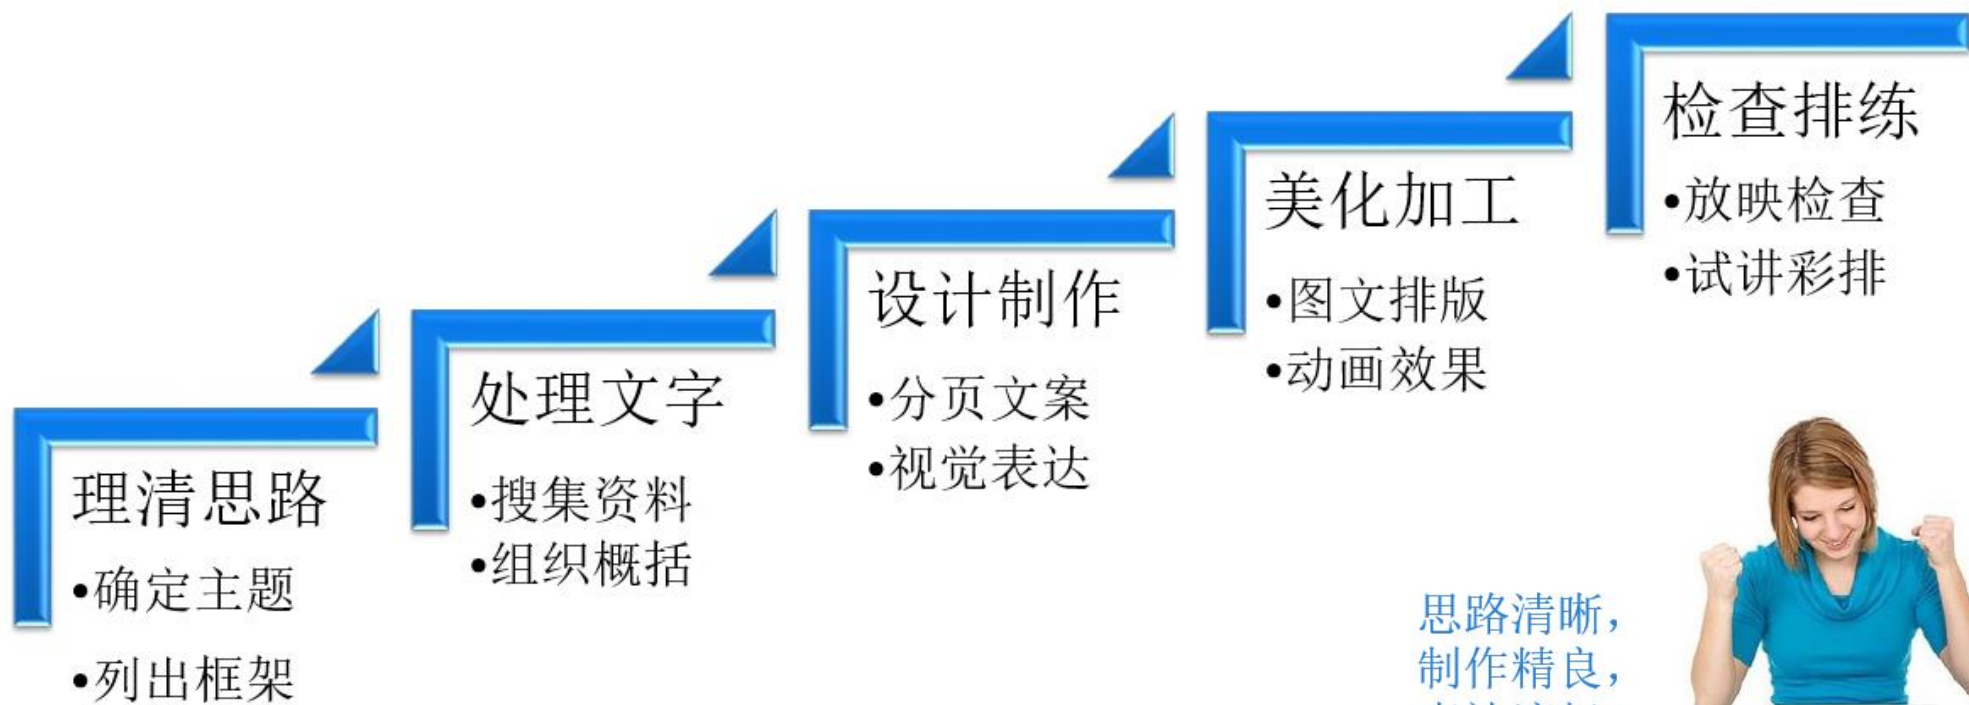 理清思路
•确定主题
•列出框架
处理文字
•搜集资料
•组织概括
设计制作
•分页文案
•视觉表达
美化加工
•图文排版
•动画效果
检查排练
•放映检查
•试讲彩排
思路清晰，
制作精良，